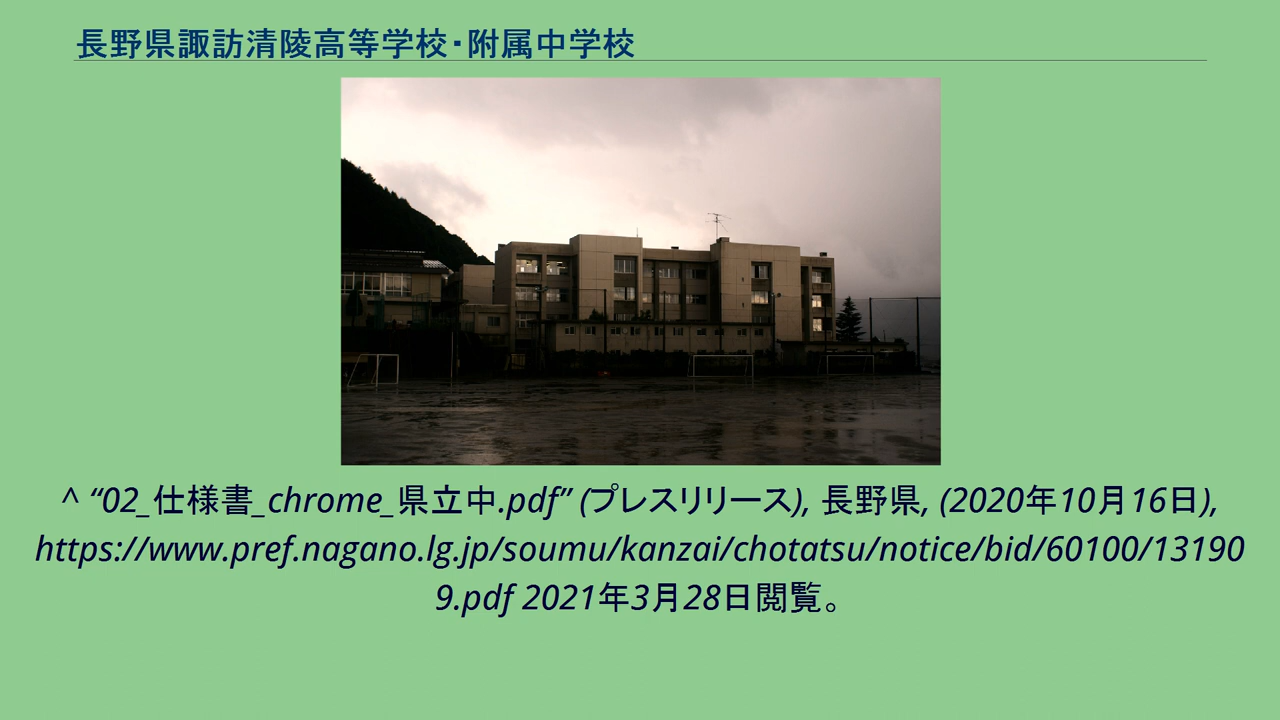 長野県諏訪清陵高等学校・附属中学校
^ “02_仕様書_chrome_県立中.pdf” (プレスリリース), 長野県, (2020年10月16日),
https://www.pref.nagano.lg.jp/soumu/kanzai/chotatsu/notice/bid/60100/13190
9.pdf 2021年3月28日閲覧。